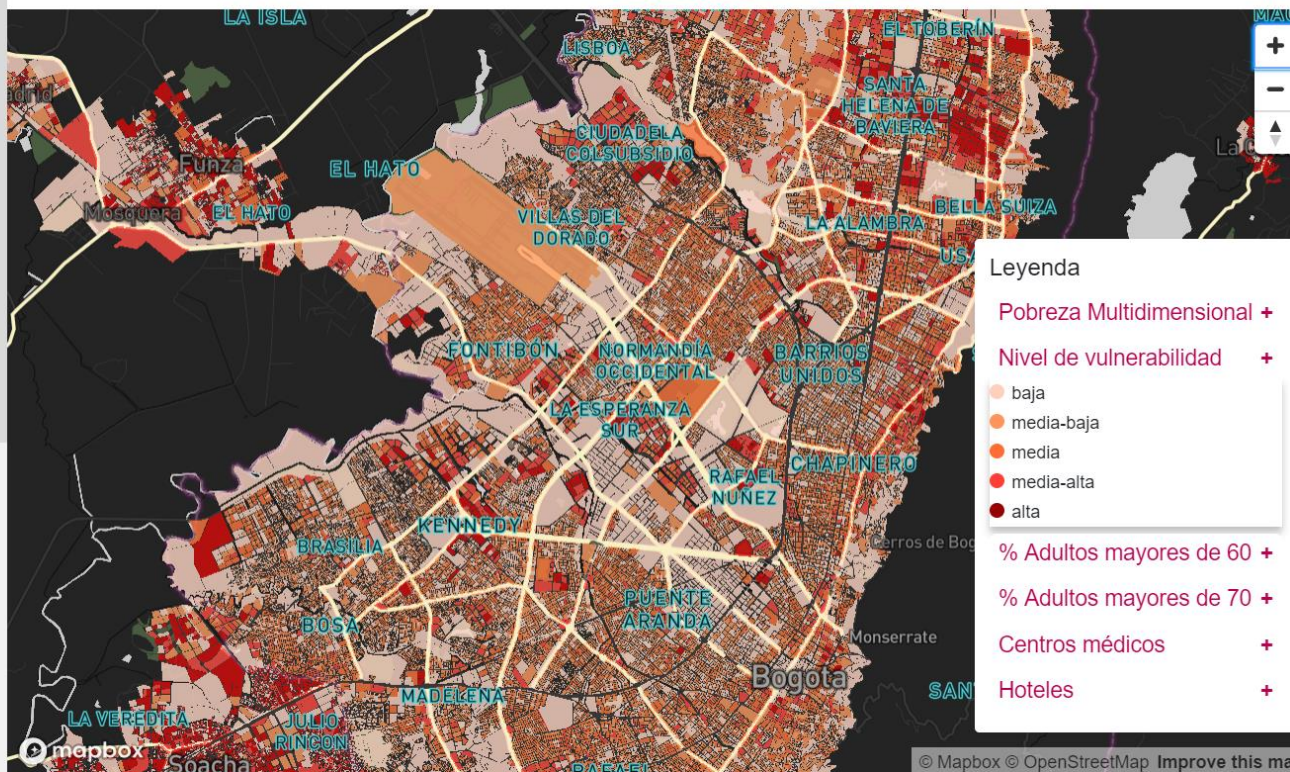 LA ISLA
EL TOBERÍN
LISBOA
SANTA
HELENA DE
BAVIERA
CIUDADELA
COLSUBSIDIO
Funza
EL HATO
Mosquera
EL HATO
VILLAS DEL
DORADO
LA ALAMBRA
BELLA SUIZA
FONTIBÓN
NORMANDÍA
OCCIDENTAL
BARRIOS
UNIDOS
LA ESPERANZA
SUR
RAFAEL
NUÑEZ
CHAPINERO
KENNEDY
BRASILIA
Cerros de Bog
PUENTE
ARANDA
BOSA
Monserrate
Bogota
MADELENA
LA VEREDITA
JULIO
RINCON
mapbox
Soacha
RAFAEL
+
−
Leyenda
Pobreza Multidimensional +
Nivel de vulnerabilidad +
baja
media-baja
media
media-alta
alta
% Adultos mayores de 60 +
% Adultos mayores de 70 +
Centros médicos +
Hoteles +
© Mapbox © OpenStreetMap Improve this ma